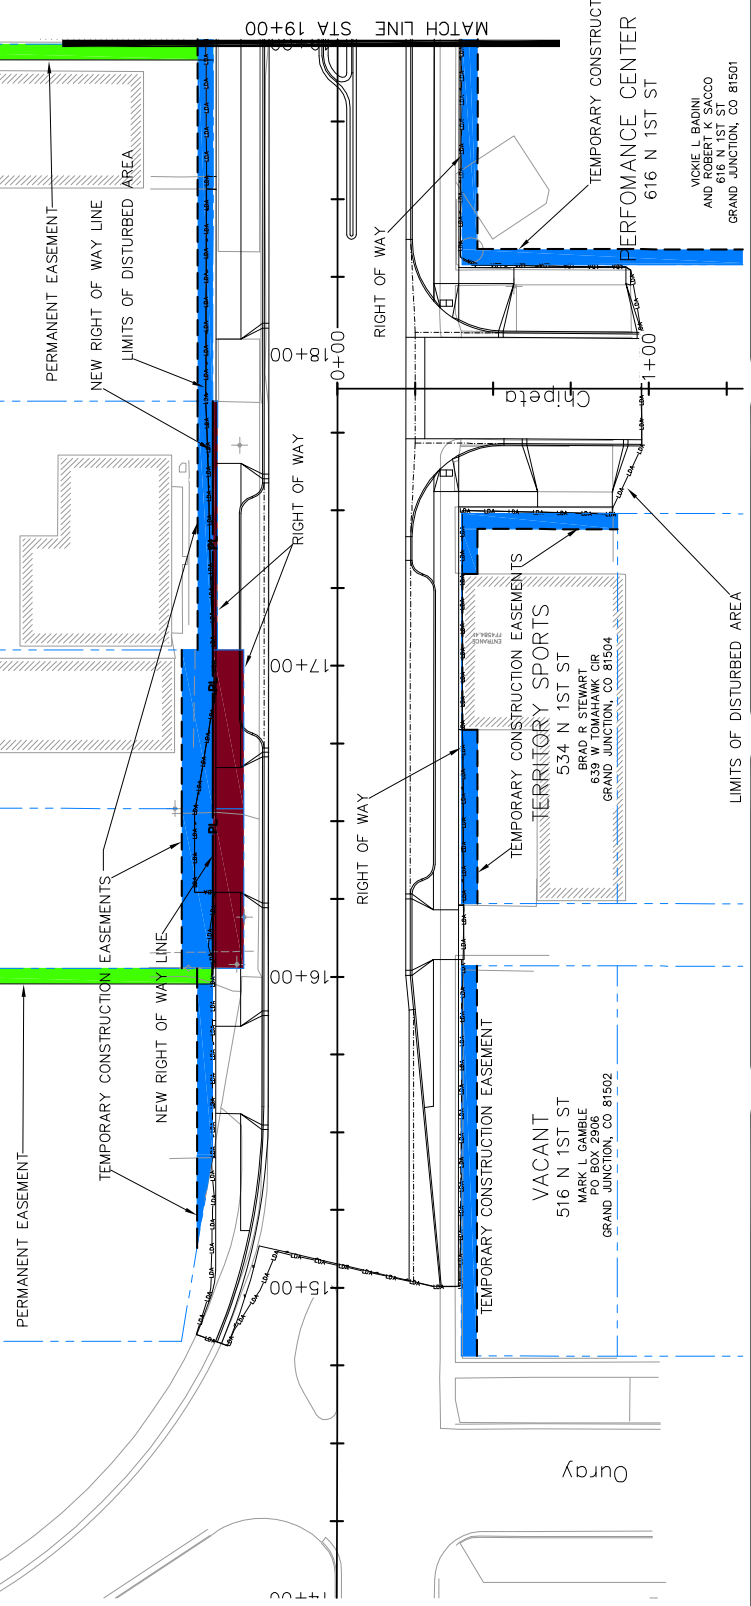 MATCH LINE STA 19+00
TEMPORARY CONSTRUCT
PERFOMANCE CENTER
616 N 1ST ST
VICKIE L BADINI
AND ROBERT K SACCO
616 N 1ST ST
GRAND JUNCTION, CO 81501
PERMANENT EASEMENT
NEW RIGHT OF WAY LINE
LIMITS OF DISTURBED AREA
RIGHT OF WAY
18+00
0+00
1+00
Chipeta
RIGHT OF WAY
17+00
ENTRANCE
TEMPORARY CONSTRUCTION EASEMENTS
TERRITORY SPORTS
534 N 1ST ST
BRAD R STEWART
639 W TOMAHAWK CIR
GRAND JUNCTION, CO 81504
LIMITS OF DISTURBED AREA
RIGHT OF WAY
PL
PL
TEMPORARY CONSTRUCTION EASEMENTS
NEW RIGHT OF WAY LINE
16+00
PERMANENT EASEMENT
TEMPORARY CONSTRUCTION EASEMENT
VACANT
516 N 1ST ST
MARK L GAMBLE
PO BOX 2906
GRAND JUNCTION, CO 81502
15+00
LDA
Ouray
14+00